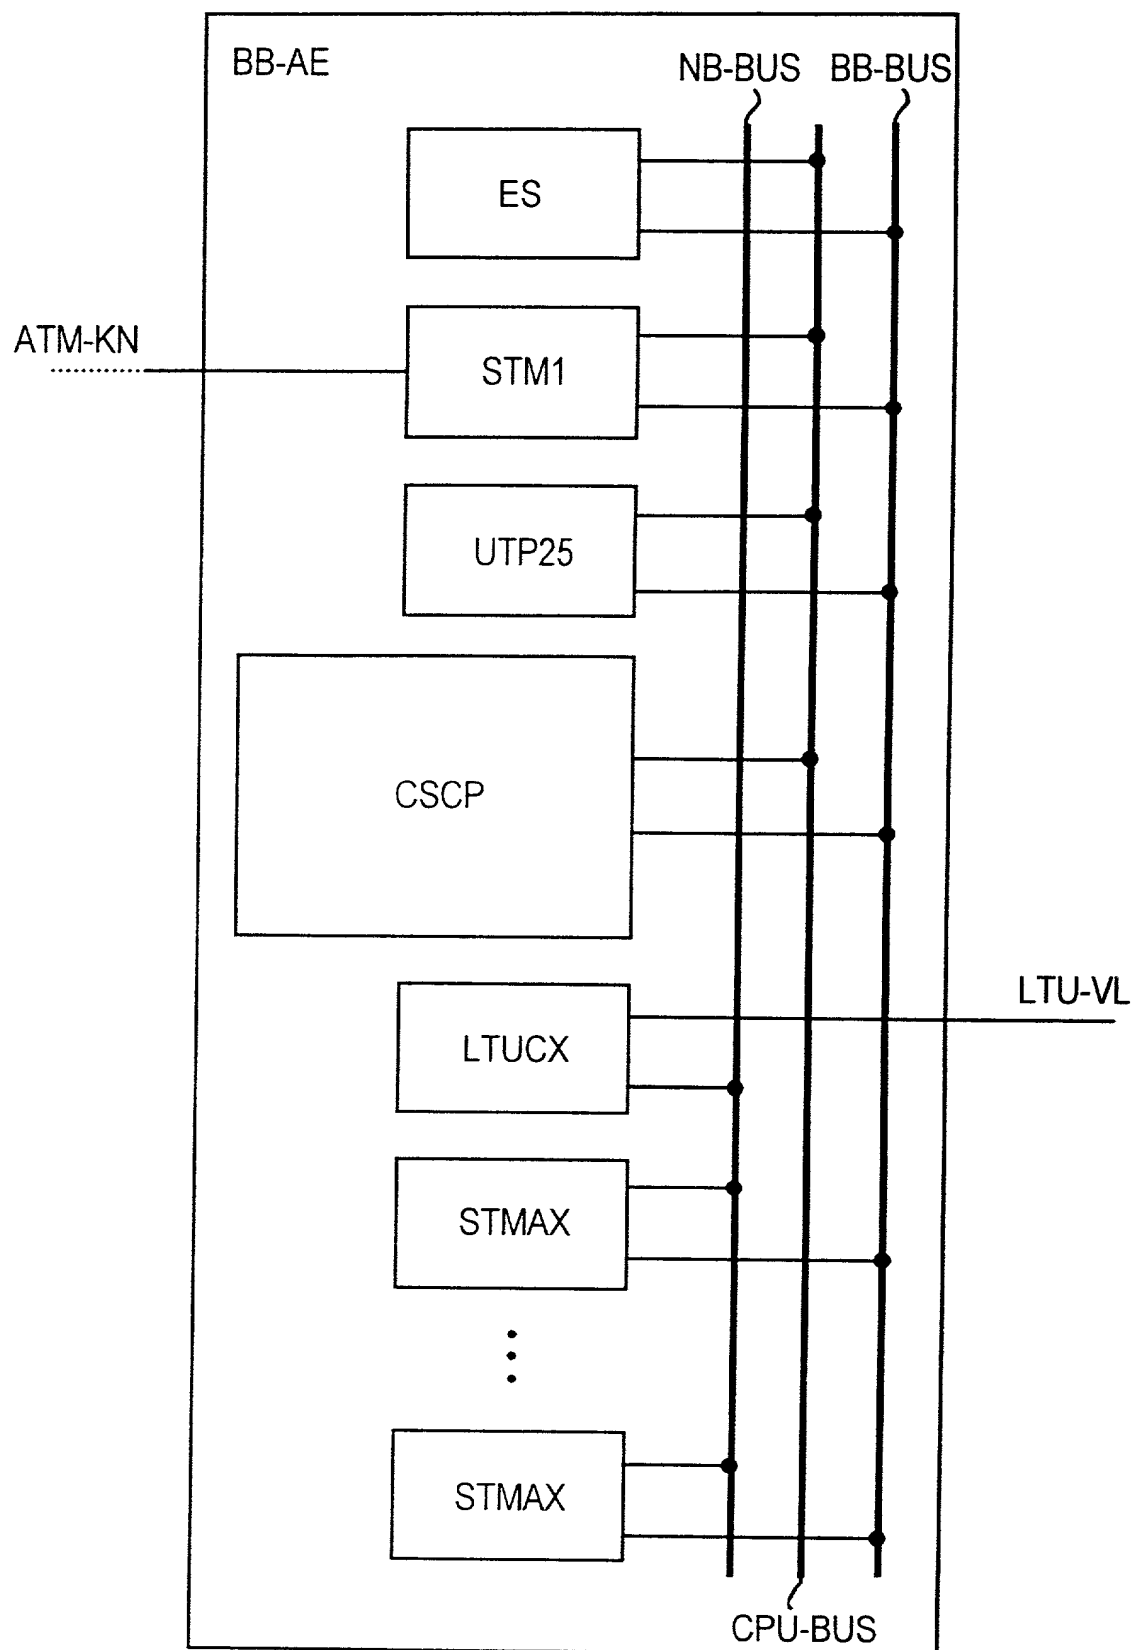 BB-AE
NB-BUS
BB-BUS
ES
ATM-KN
STM1
UTP25
CSCP
LTU-VL
LTUCX
STMAX
STMAX
CPU-BUS